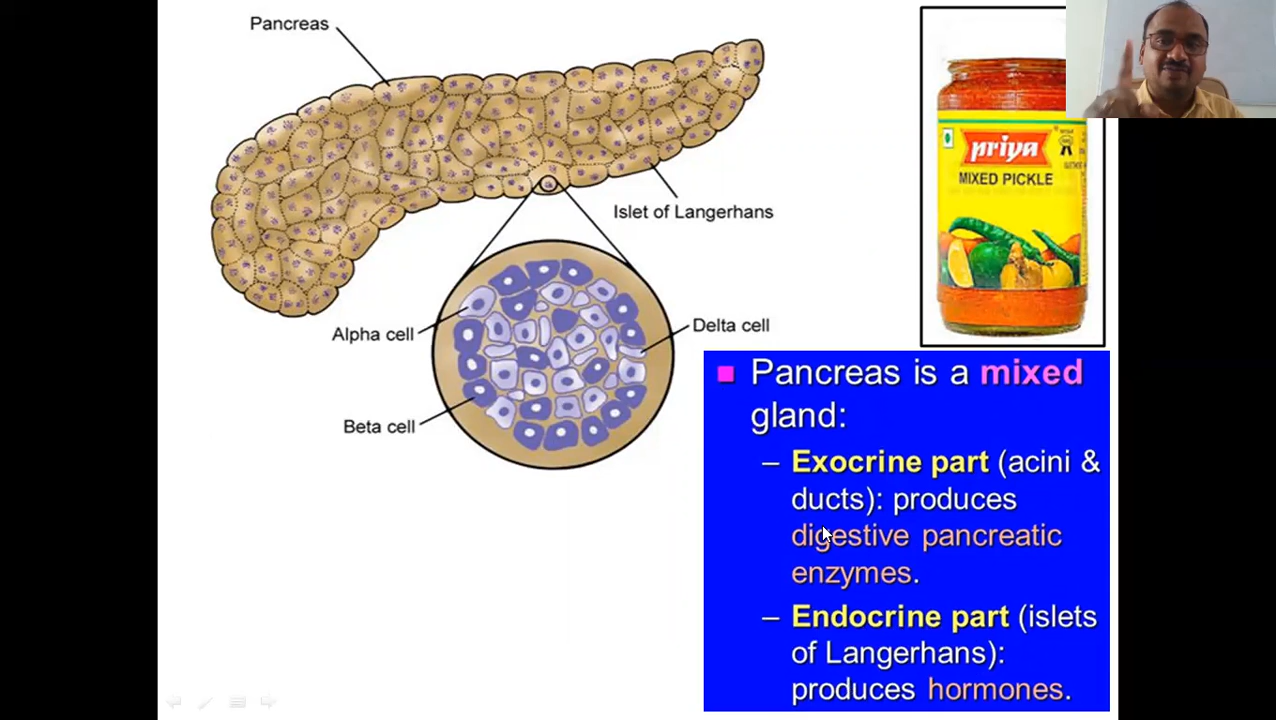 Pancreas
Islet of Langerhans
Alpha cell
Delta cell
Beta cell
priya
MIXED PICKLE
■ Pancreas is a mixed
gland:
– Exocrine part (acini &
ducts): produces
digestive pancreatic
enzymes.
– Endocrine part (islets
of Langerhans):
produces hormones.